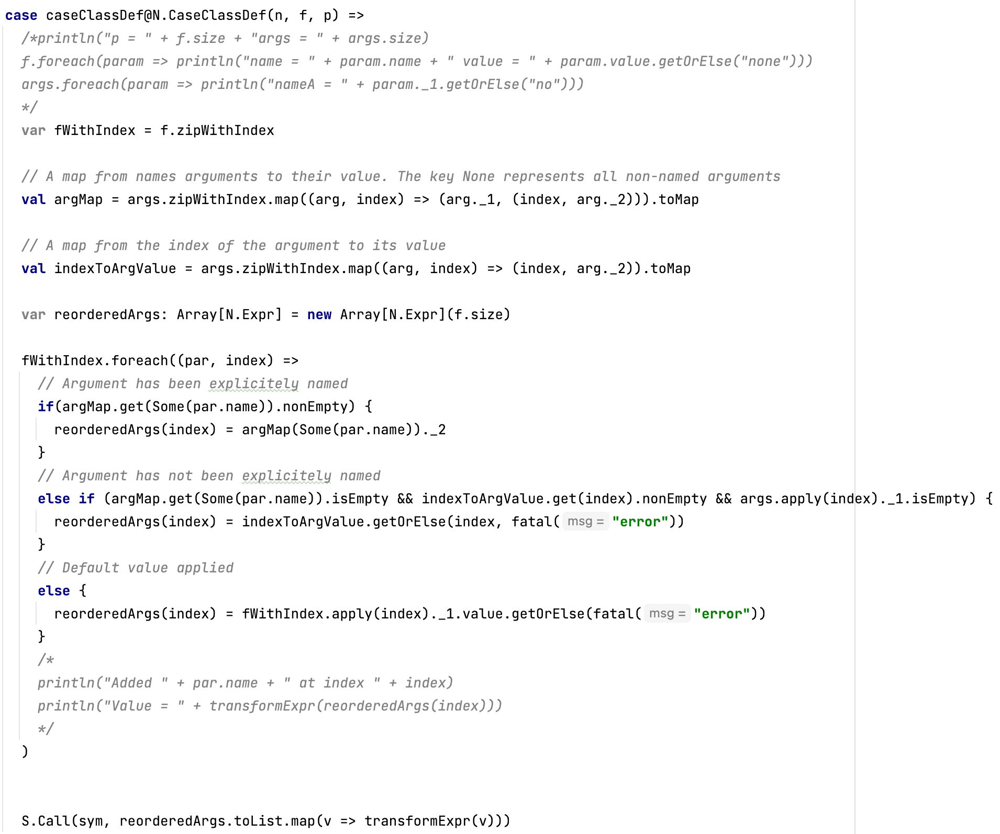 case caseClassDef@N.CaseClassDef(n, f, p) =>
/*println("p = " + f.size + "args = " + args.size)
f.foreach(param => println("name = " + param.name + " value = " + param.value.getOrElse("none")))
args.foreach(param => println("nameA = " + param._1.getOrElse("no")))
*/
var fWithIndex = f.zipWithIndex
// A map from names arguments to their value. The key None represents all non-named arguments
val argMap = args.zipWithIndex.map((arg, index) => (arg._1, (index, arg._2))).toMap
// A map from the index of the argument to its value
val indexToArgValue = args.zipWithIndex.map((arg, index) => (index, arg._2)).toMap
var reorderedArgs: Array[N.Expr] = new Array[N.Expr](f.size)
fWithIndex.foreach((par, index) =>
// Argument has been explicitely named
if(argMap.get(Some(par.name)).nonEmpty) {
reorderedArgs(index) = argMap(Some(par.name))._2
}
// Argument has not been explicitely named
else if (argMap.get(Some(par.name)).isEmpty && indexToArgValue.get(index).nonEmpty && args.apply(index)._1.isEmpty) {
reorderedArgs(index) = indexToArgValue.getOrElse(index, fatal( msg = "error"))
}
// Default value applied
else {
reorderedArgs(index) = fWithIndex.apply(index)._1.value.getOrElse(fatal( msg = "error"))
}
/*
println("Added " + par.name + " at index " + index)
println("Value = " + transformExpr(reorderedArgs(index)))
*/
)
S.Call(sym, reorderedArgs.toList.map(v => transformExpr(v)))